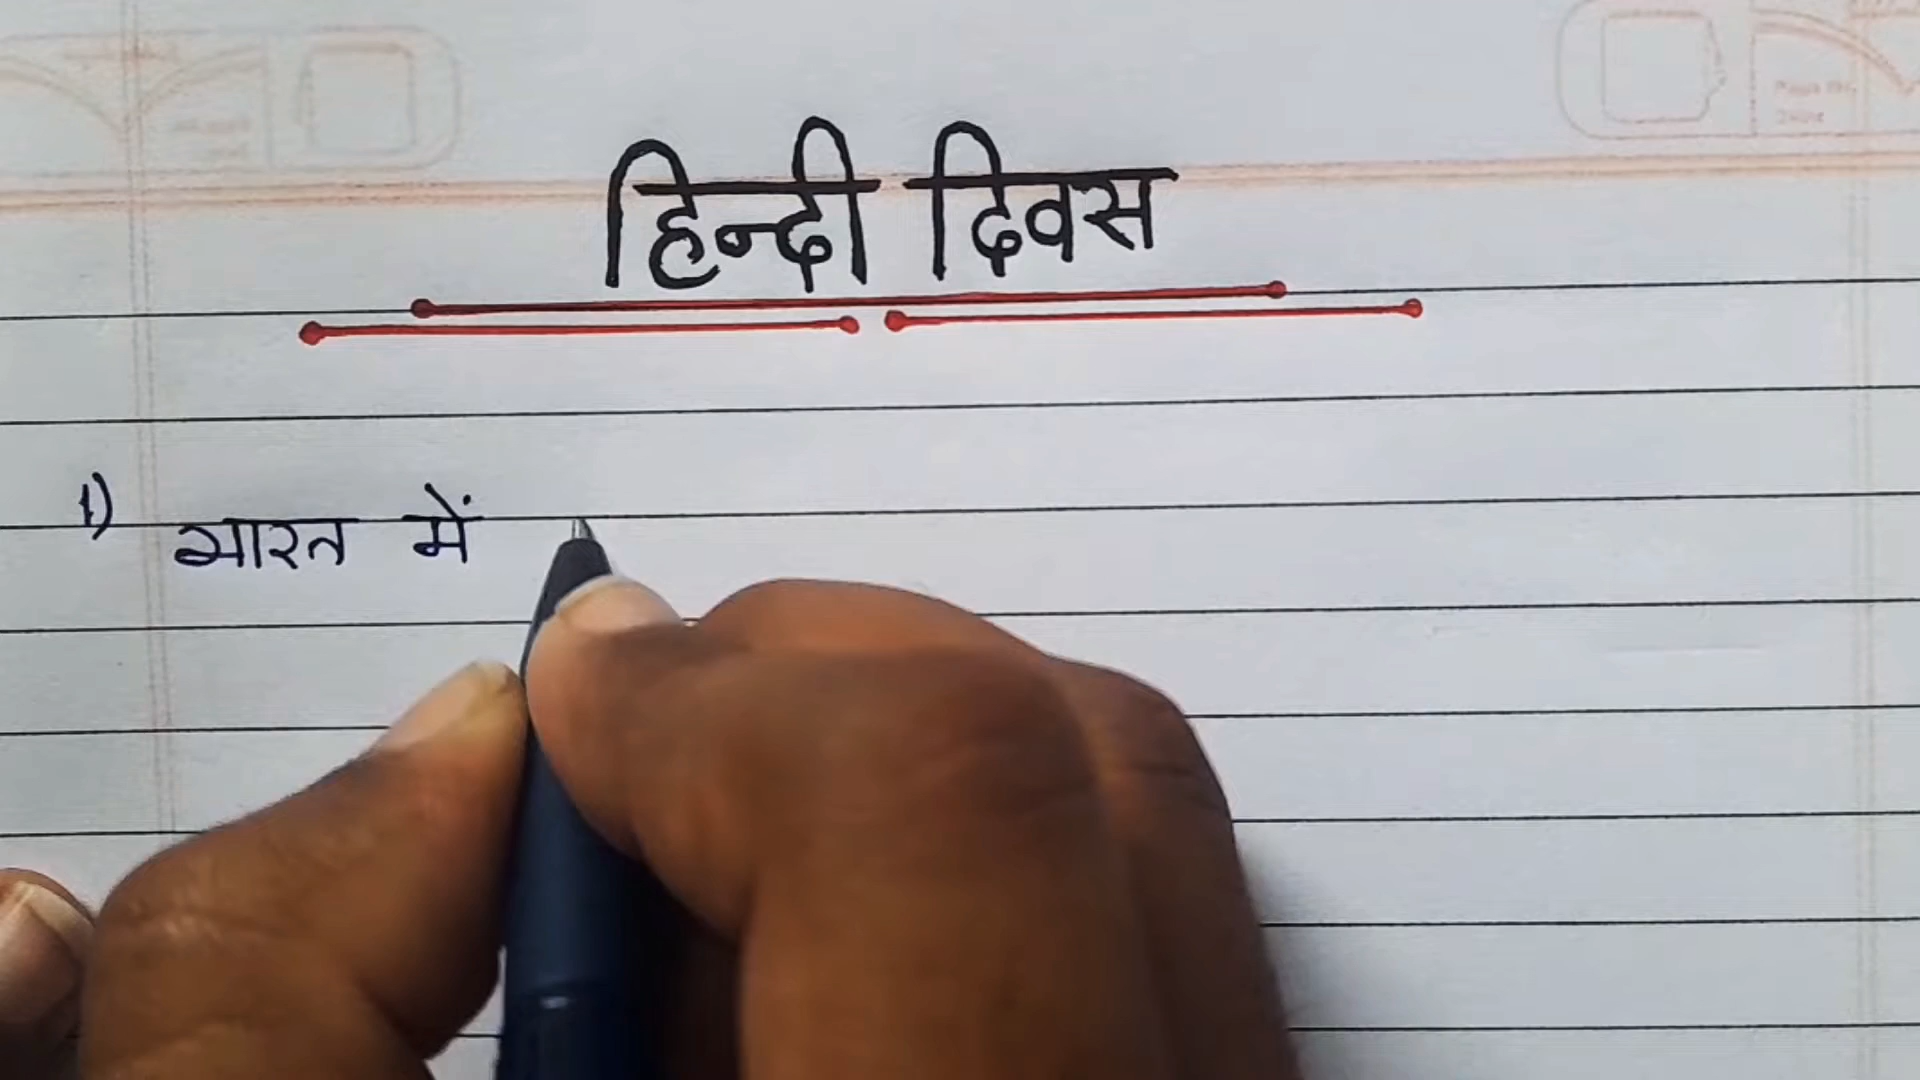 हिन्दी दिवस
1) भारत में